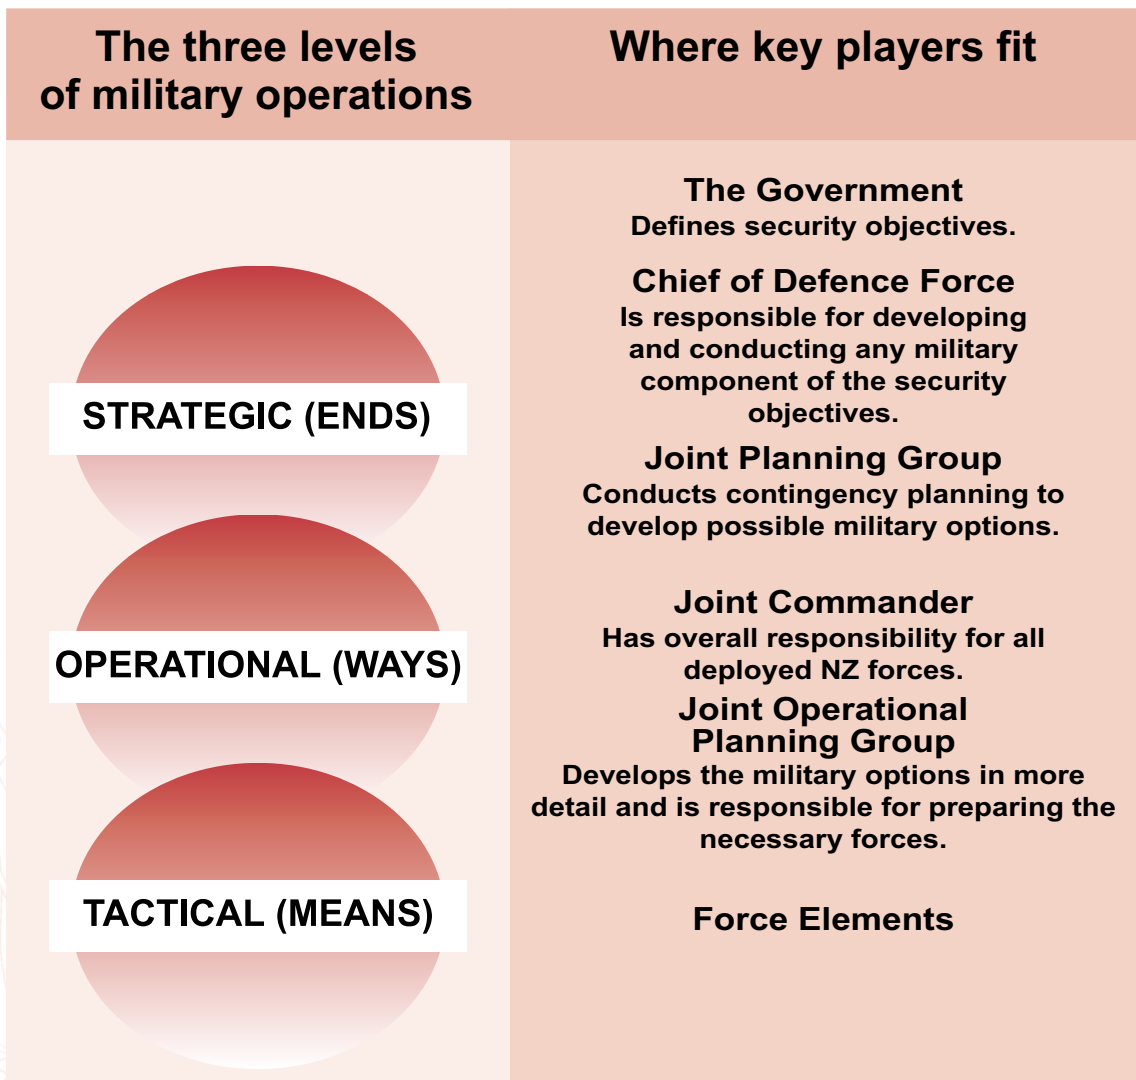 The three levels
of military operations
Where key players fit
STRATEGIC (ENDS)
OPERATIONAL (WAYS)
TACTICAL (MEANS)
The Government
Defines security objectives.
Chief of Defence Force
Is responsible for developing
and conducting any military
component of the security
objectives.
Joint Planning Group
Conducts contingency planning to
develop possible military options.
Joint Commander
Has overall responsibility for all
deployed NZ forces.
Joint Operational
Planning Group
Develops the military options in more
detail and is responsible for preparing the
necessary forces.
Force Elements